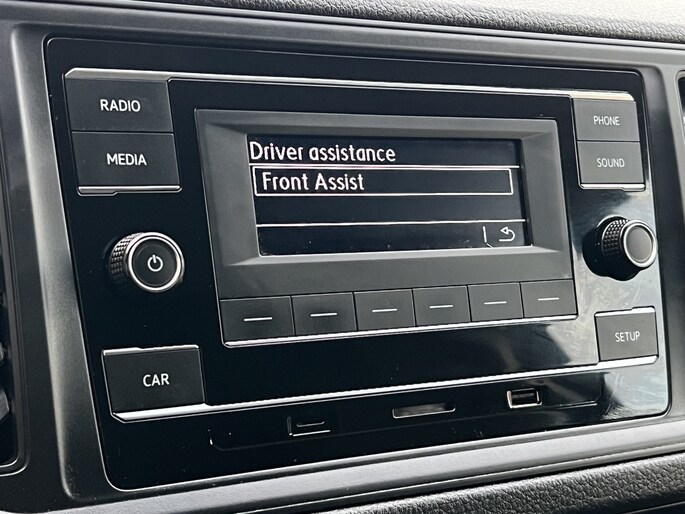 RADIO
MEDIA
Driver assistance
Front Assist
PHONE
SOUND
CAR
SETUP